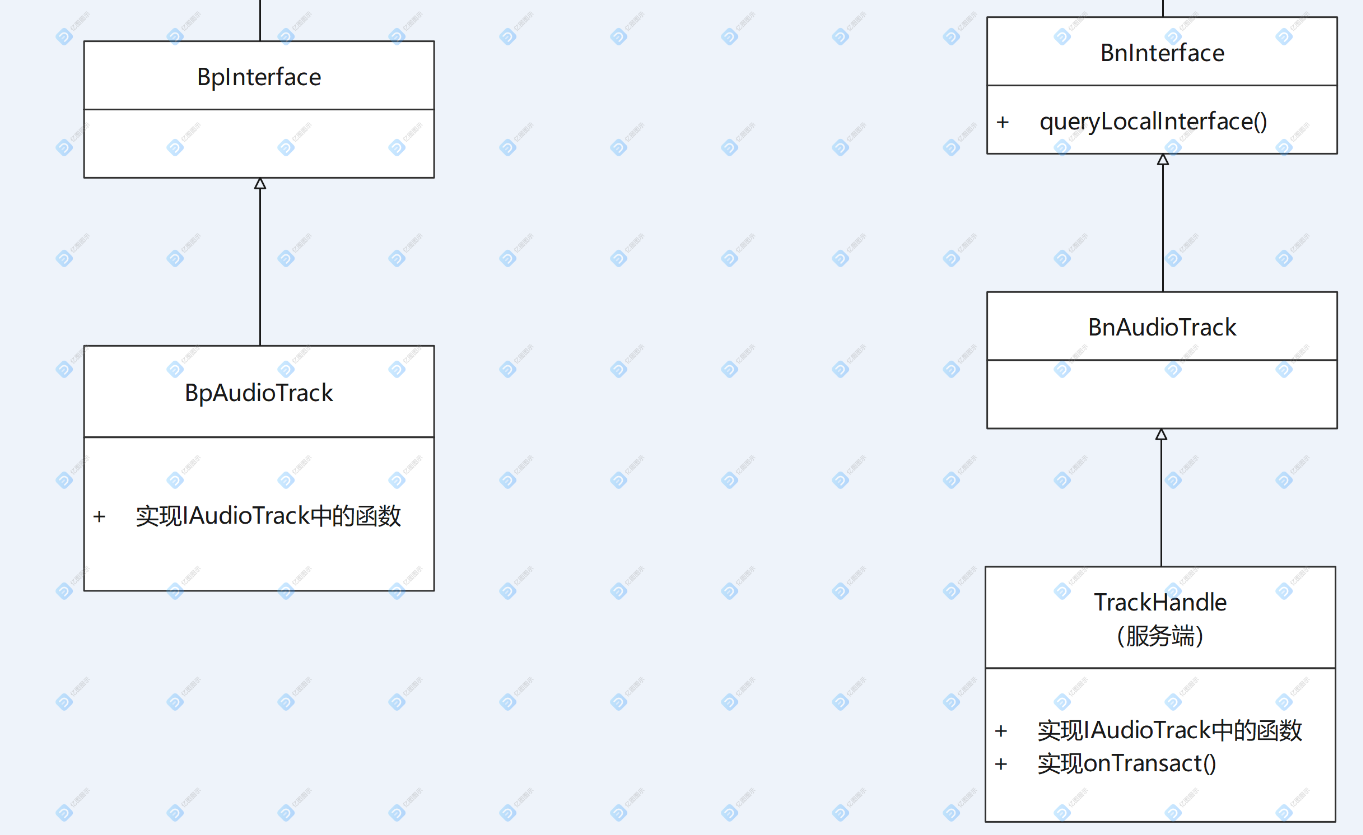 BpInterface
BpAudioTrack
+ 实现IAudioTrack中的函数
BnInterface
+ queryLocalInterface()
BnAudioTrack
TrackHandle
（服务端）
+ 实现IAudioTrack中的函数
+ 实现onTransact()